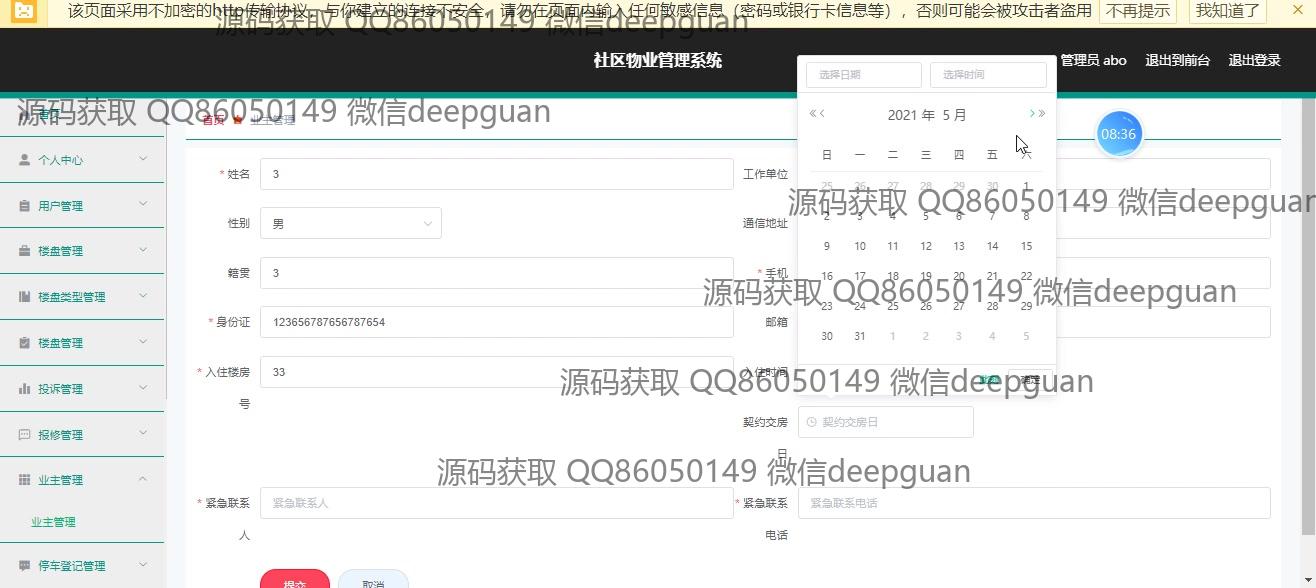 该页面采用不加密的http传输协议，与你建立的连接不安全，请勿在页面内输入任何敏感信息（密码或银行卡信息等），否则可能会被攻击者盗用 不再提示 我知道了
源码获取 QQ86050149 微信deepguan
社区物业管理系统
管理员 abo 退出到前台 退出登录
源码获取 QQ86050149 微信deepguan
首页
首页 业主管理
08:36
选择日期 选择时间
2021 年 5 月
日 一 二 三 四 五 六
25 26 27 28 29 30 1
2 3 4 5 6 7 8
9 10 11 12 13 14 15
16 17 18 19 20 21 22
23 24 25 26 27 28 29
30 31 1 2 3 4 5
确定
个人中心
用户管理
楼盘管理
楼盘类型管理
楼盘管理
投诉管理
报修管理
业主管理
业主管理
停车登记管理
* 姓名 3 工作单位
源码获取 QQ86050149 微信deepguan
性别 男 通信地址
籍贯 3 * 手机
源码获取 QQ86050149 微信deepguan
* 身份证 123656787656787654 邮箱
* 入住楼房号 33 入住时间
源码获取 QQ86050149 微信deepguan
契约交房日 契约交房日
源码获取 QQ86050149 微信deepguan
* 紧急联系人 紧急联系人 * 紧急联系电话 紧急联系电话
提交 取消